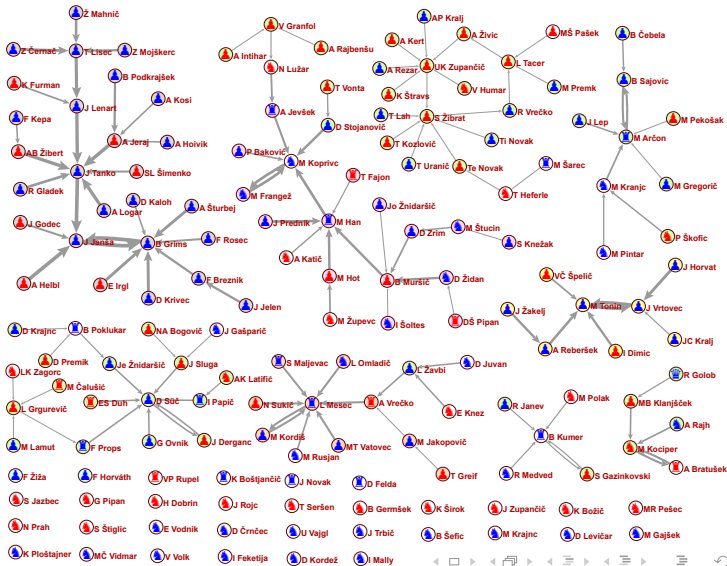 Ž Mahnič
Z Černač
T Lisec
Z Mojškerc
K Furman
B Podkrajšek
J Lenart
A Kosi
F Kepa
AB Žibert
A Jeraj
A Hoivik
J Tanko
SL Šimenko
R Gladek
A Logar
D Kaloh
A Šturbej
J Godec
J Janša
B Grims
F Rosec
A Helbl
E Irgl
D Krivec
F Breznik
J Jelen
V Granfol
A Intihar
A Rajbenšu
N Lužar
T Vonta
A Jevšek
D Stojanovič
P Bakovič
M Koprivc
M Frangež
T Fajon
J Prednik
M Han
A Katič
M Hot
M Župevc
AP Kralj
A Kert
A Živic
MŠ Pašek
A Rezar
UK Zupančič
L Tacer
K Štravs
V Humar
M Premk
T Lah
S Žibrat
R Vrečko
T Kozlovič
TI Novak
T Uranič
Te Novak
M Šarec
T Heferle
Jo Žnidaršič
D Zrim
M Štucin
S Knežak
B Muršič
D Židan
I Šoltes
DŠ Pipan
B Čebela
B Sajovic
J Lep
M Arčon
M Pekošak
M Kranjc
M Gregorič
P Škofic
M Pintar
VČ Špelič
J Horvat
J Žakelj
M Tonin
J Vrtovec
A Reberšek
I Dimic
JC Kralj
D Krajnc
B Poklukar
NA Bogovič
J Gašparič
D Premik
Je Žnidaršič
J Sluga
LK Zagorc
M Čalušić
AK Latifić
L Grgurevič
ES Duh
D Sūč
I Papič
M Lamut
F Props
G Ovnik
J Derganc
S Maljevac
L Omladič
L Žavbi
D Juvan
N Sukič
L Mesec
A Vrečko
E Knez
M Kordiš
MT Vatovec
M Jakopovič
M Rusjan
T Greif
R Janev
M Polak
B Kumer
R Medved
S Gazinkovski
R Golob
MB Klanjšček
A Rajh
M Kociper
A Bratušek
F Žiža
F Horváth
VP Rupel
K Boštjančič
J Novak
D Felda
S Jazbec
G Pipan
H Dobrin
J Rojc
T Seršen
B Germšek
K Širok
J Zupančič
K Božič
MR Pešec
N Prah
S Štiglic
E Vodnik
D Črnčec
U Vajgl
J Trbič
B Šefic
M Krajnc
D Levičar
M Gajšek
K Ploštajner
MČ Vidmar
V Volk
I Feketija
D Kordež
I Mally